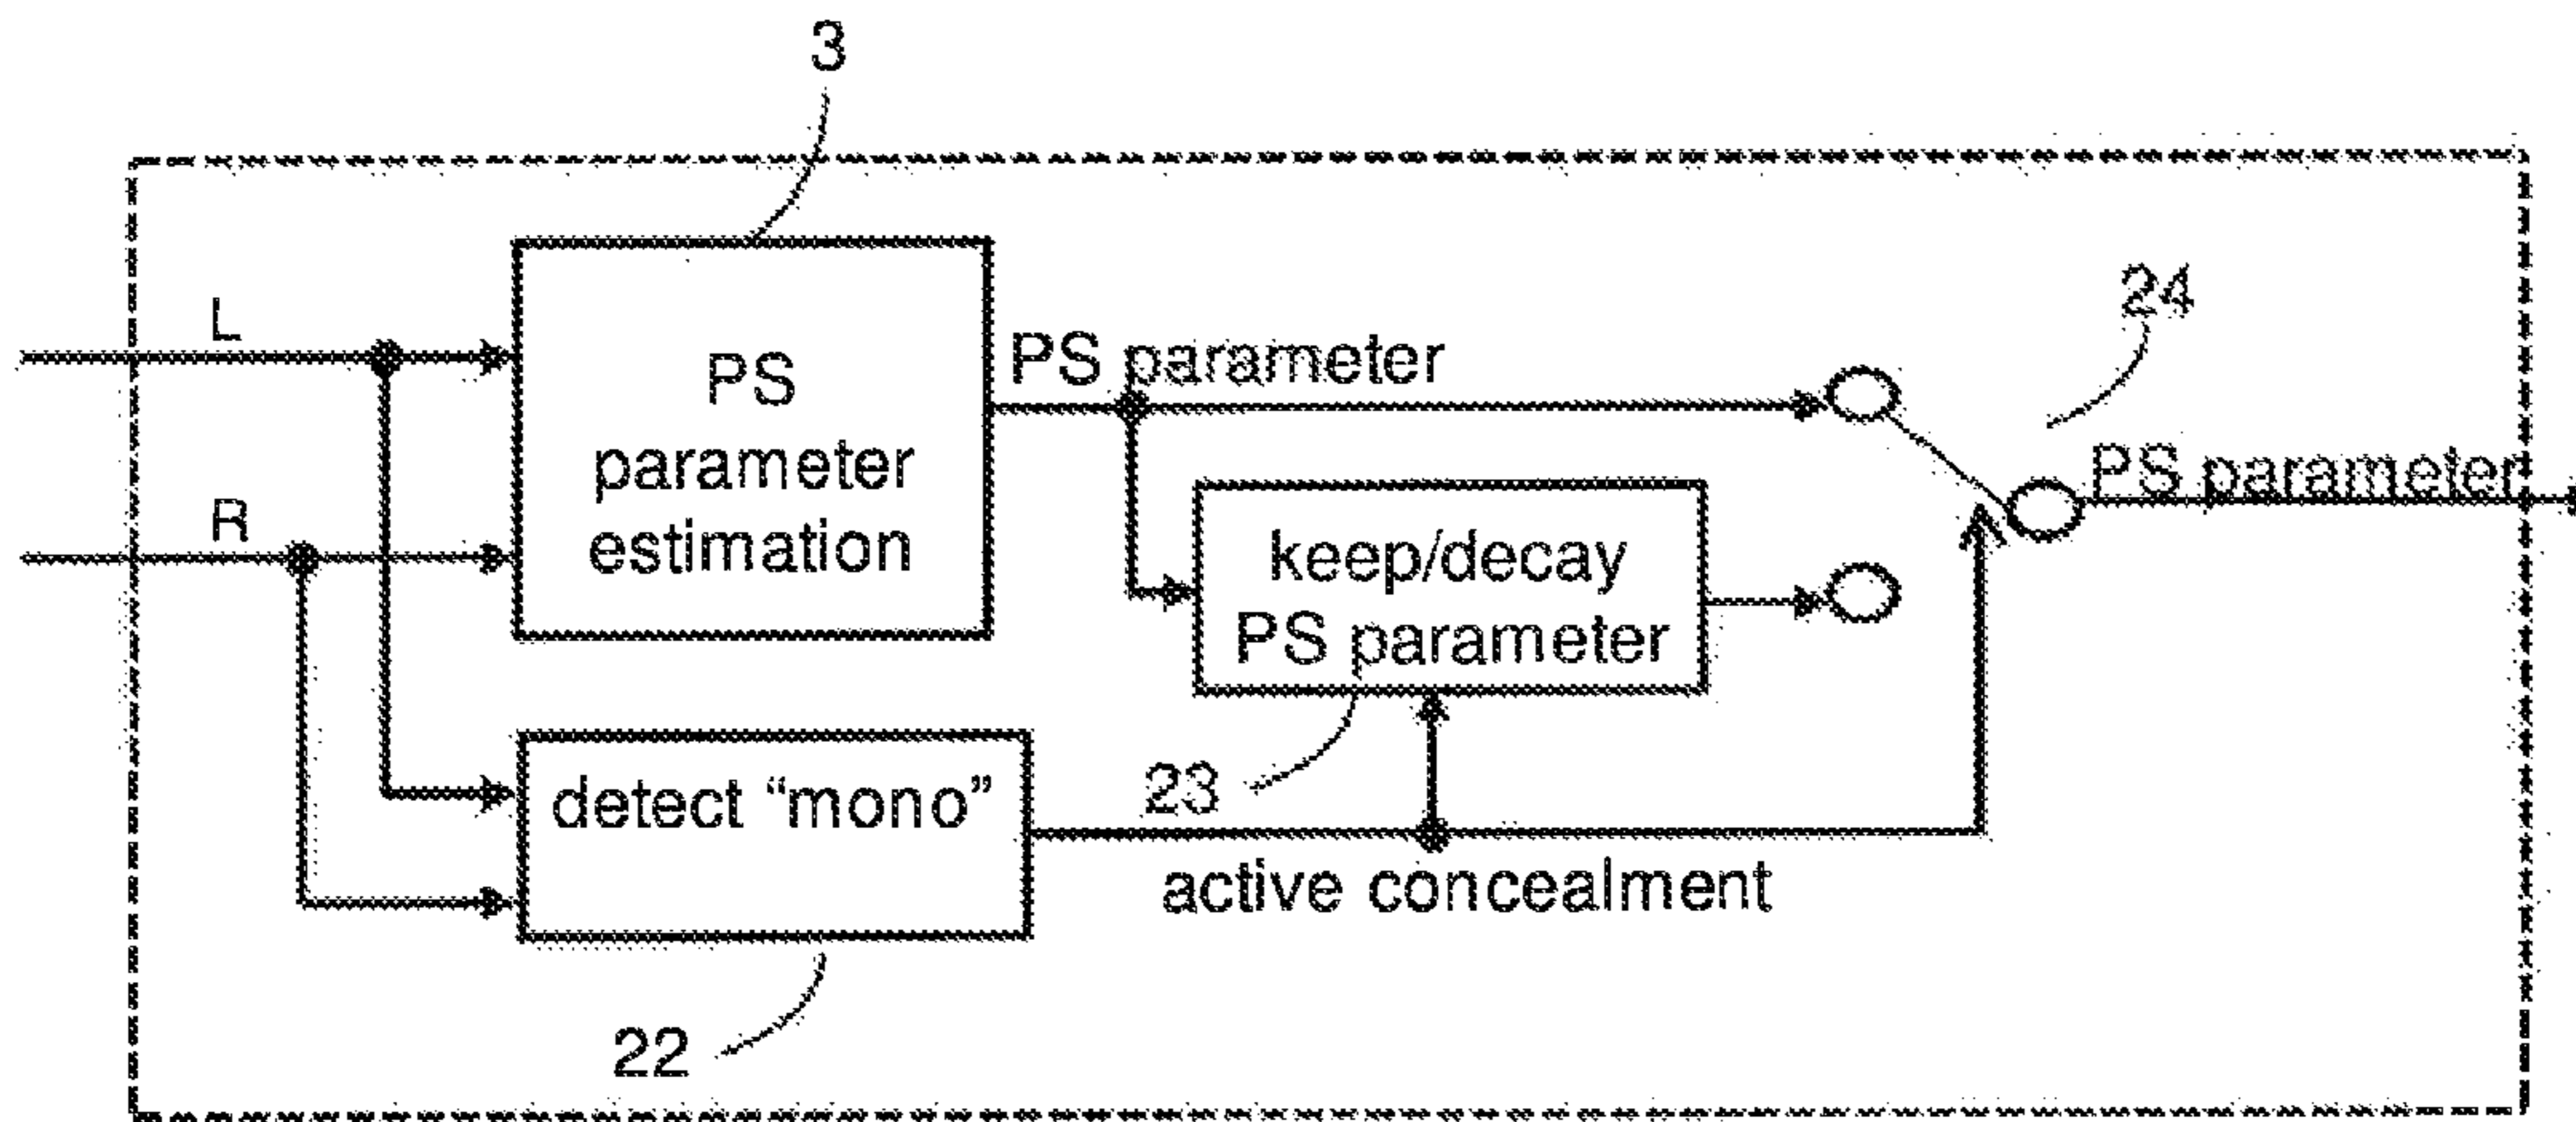 3
L
R
PS
parameter
estimation
PS parameter
24
PS parameter
keep/decay
PS parameter
23
detect “mono”
active concealment
22